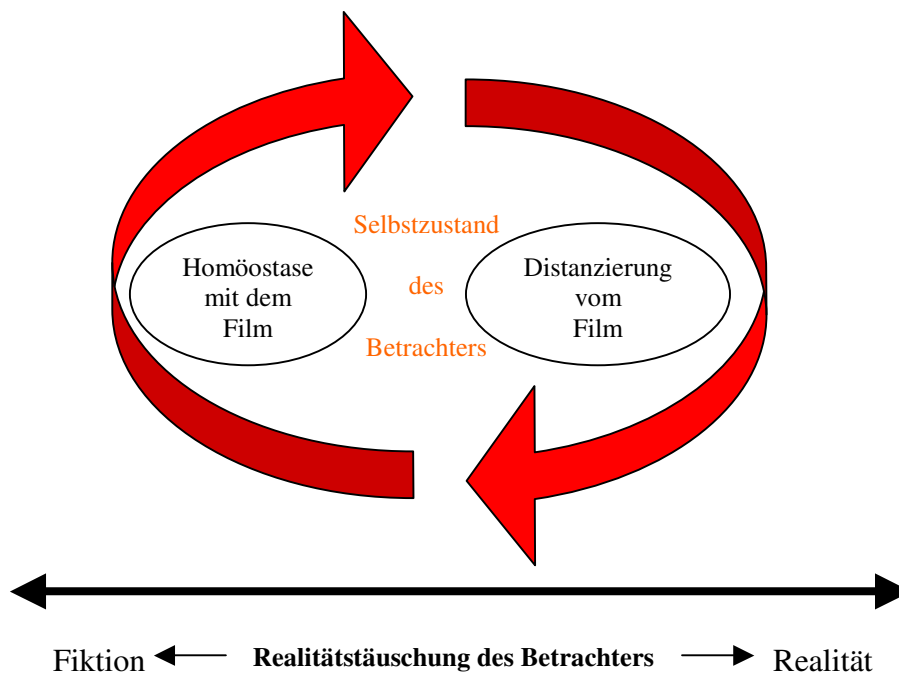 Selbstzustand
des
Betrachters
Homöostase
mit dem
Film
Distanzierung
vom
Film
Fiktion Realitätstäuschung des Betrachters Realität